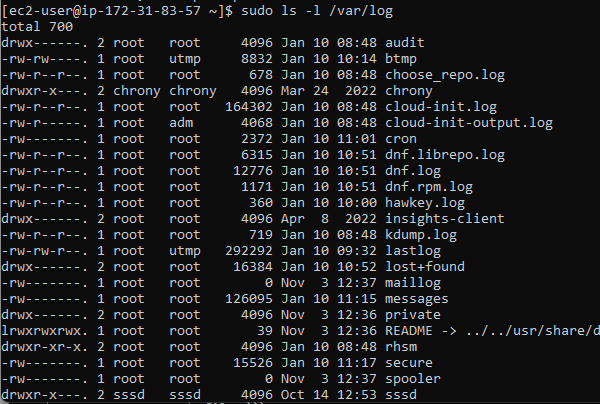 [ec2-user@ip-172-31-83-57 ~]$ sudo ls -l /var/log
total 700
drwx------. 2 root   root     4096 Jan 10 08:48 audit
-rw-rw----. 1 root   utmp     8832 Jan 10 10:14 btmp
-rw-r--r--. 1 root   root      678 Jan 10 08:48 choose_repo.log
drwxr-x---. 2 chrony chrony   4096 Mar 24  2022 chrony
-rw-r--r--. 1 root   root   164302 Jan 10 08:48 cloud-init.log
-rw-r-----. 1 root   adm      4068 Jan 10 08:48 cloud-init-output.log
-rw-------. 1 root   root     2372 Jan 10 11:01 cron
-rw-r--r--. 1 root   root     6315 Jan 10 10:51 dnf.librepo.log
-rw-r--r--. 1 root   root    12776 Jan 10 10:51 dnf.log
-rw-r--r--. 1 root   root     1171 Jan 10 10:51 dnf.rpm.log
-rw-r--r--. 1 root   root      360 Jan 10 10:00 hawkey.log
drwx------. 2 root   root     4096 Apr  8  2022 insights-client
-rw-r--r--. 1 root   root      719 Jan 10 08:48 kdump.log
-rw-rw-r--. 1 root   utmp   292292 Jan 10 09:32 lastlog
drwx------. 2 root   root    16384 Jan 10 10:52 lost+found
-rw-------. 1 root   root        0 Nov  3 12:37 maillog
-rw-------. 1 root   root   126095 Jan 10 11:15 messages
drwx------. 2 root   root     4096 Nov  3 12:36 private
lrwxrwxrwx. 1 root   root       39 Nov  3 12:36 README -> ../../usr/share/d
drwxr-xr-x. 2 root   root     4096 Jan 10 08:48 rhsm
-rw-------. 1 root   root    15526 Jan 10 11:17 secure
-rw-------. 1 root   root        0 Nov  3 12:37 spooler
drwxr-x---. 2 sssd   sssd     4096 Oct 14 12:53 sssd